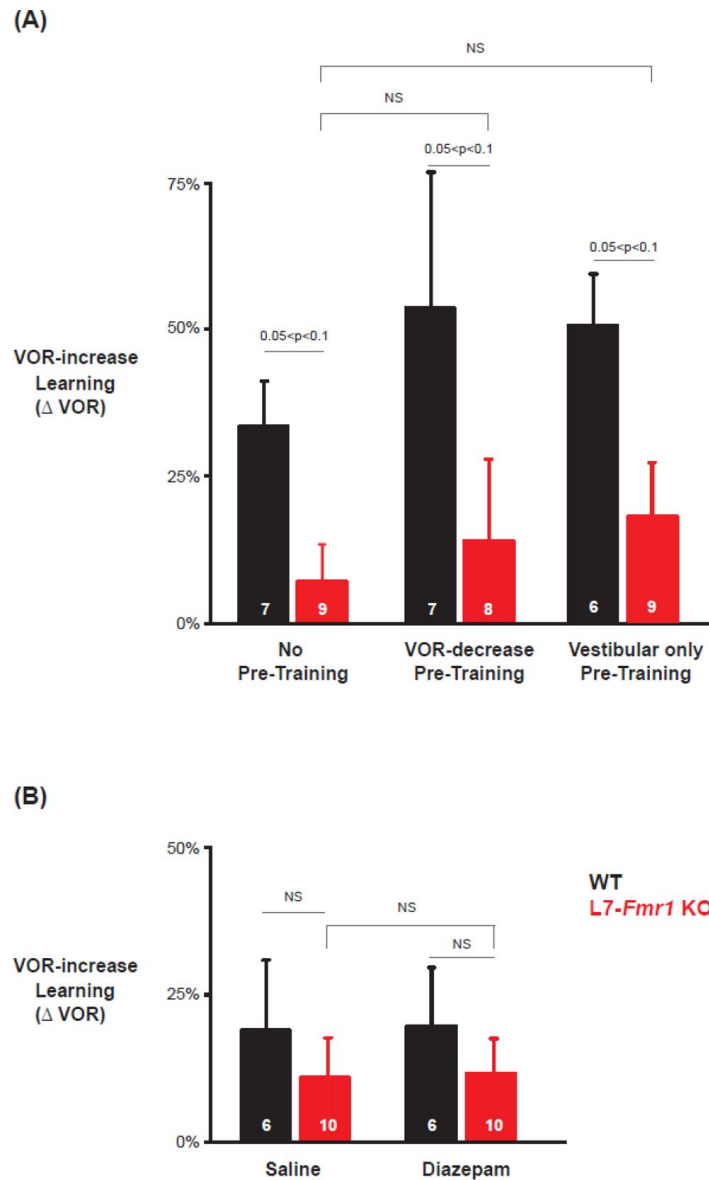 (A)
NS
NS
0.05<p<0.1
75%
0.05<p<0.1
0.05<p<0.1
50%
VOR-increase
Learning
(Δ VOR)
25%
7
9
7
8
6
9
0%
No
Pre-Training
VOR-decrease
Pre-Training
Vestibular only
Pre-Training
(B)
50%
WT
L7-Fmr1 KO
NS
NS
NS
VOR-increase
Learning
(Δ VOR)
25%
6
10
6
10
0%
Saline
Diazepam